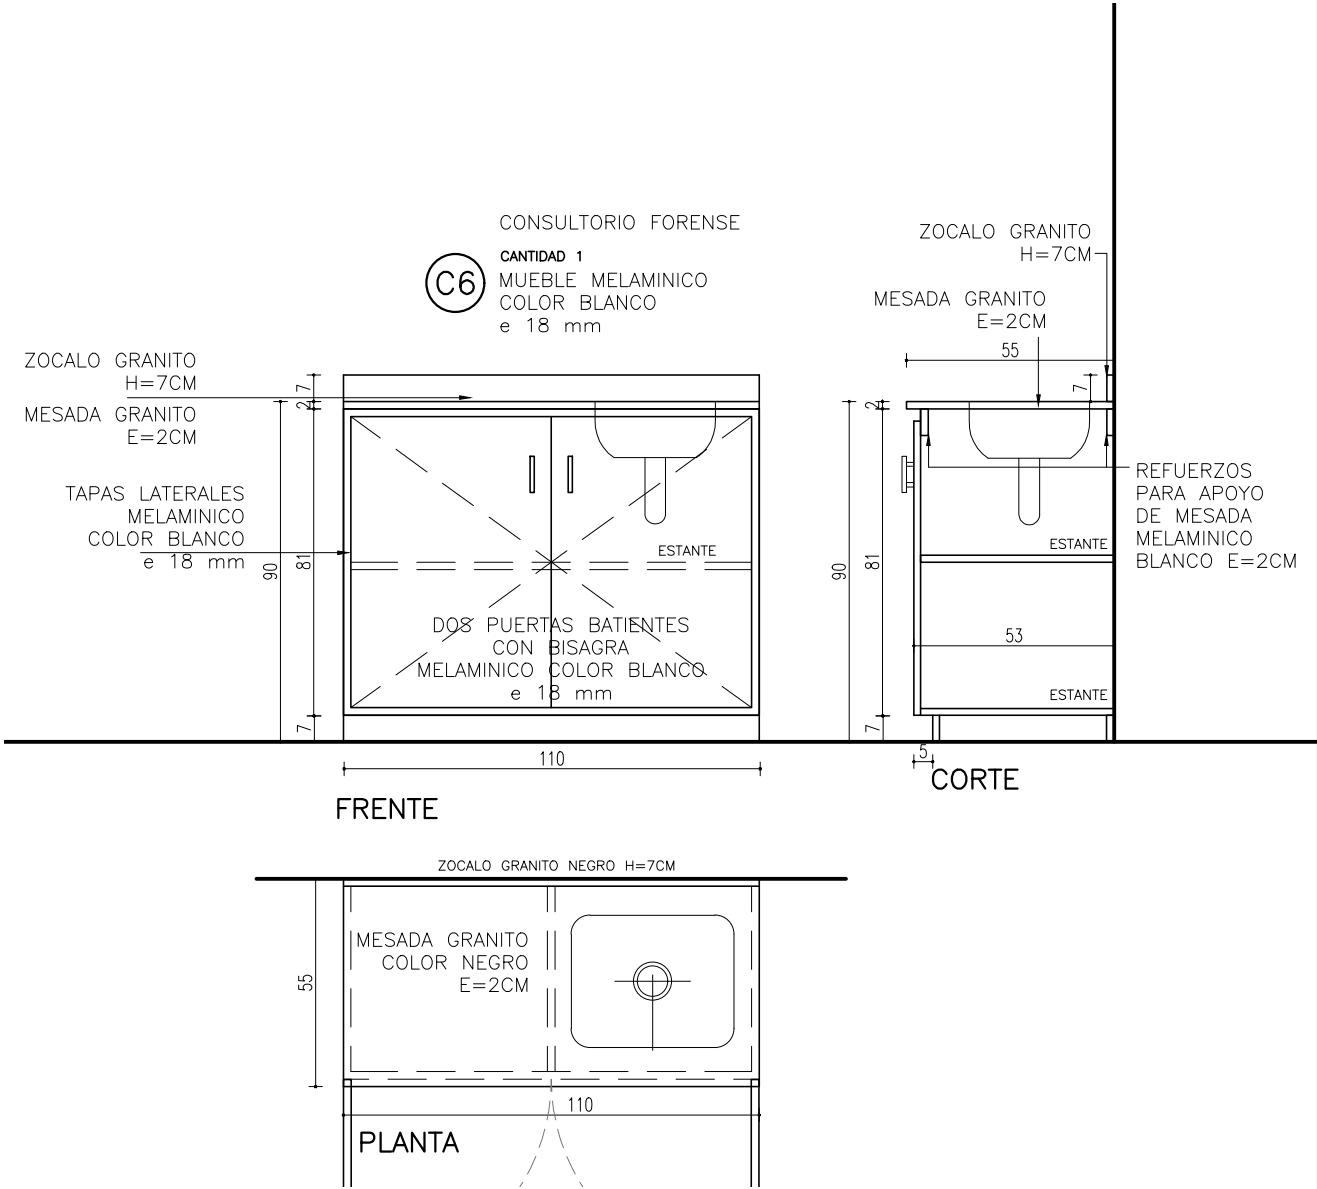 CONSULTORIO FORENSE
C6
CANTIDAD 1
MUEBLE MELAMINICO
COLOR BLANCO
e 18 mm
ZOCALO GRANITO
H=7CM
MESADA GRANITO
E=2CM
TAPAS LATERALES
MELAMINICO
COLOR BLANCO
e 18 mm
7
2
90
81
7
ESTANTE
DOS PUERTAS BATIENTES
CON BISAGRA
MELAMINICO COLOR BLANCO
e 18 mm
110
FRENTE
ZOCALO GRANITO
H=7CM
MESADA GRANITO
E=2CM
55
7
2
90
81
7
REFUERZOS
PARA APOYO
DE MESADA
MELAMINICO
BLANCO E=2CM
ESTANTE
53
ESTANTE
5
CORTE
ZOCALO GRANITO NEGRO H=7CM
MESADA GRANITO
COLOR NEGRO
E=2CM
55
110
PLANTA